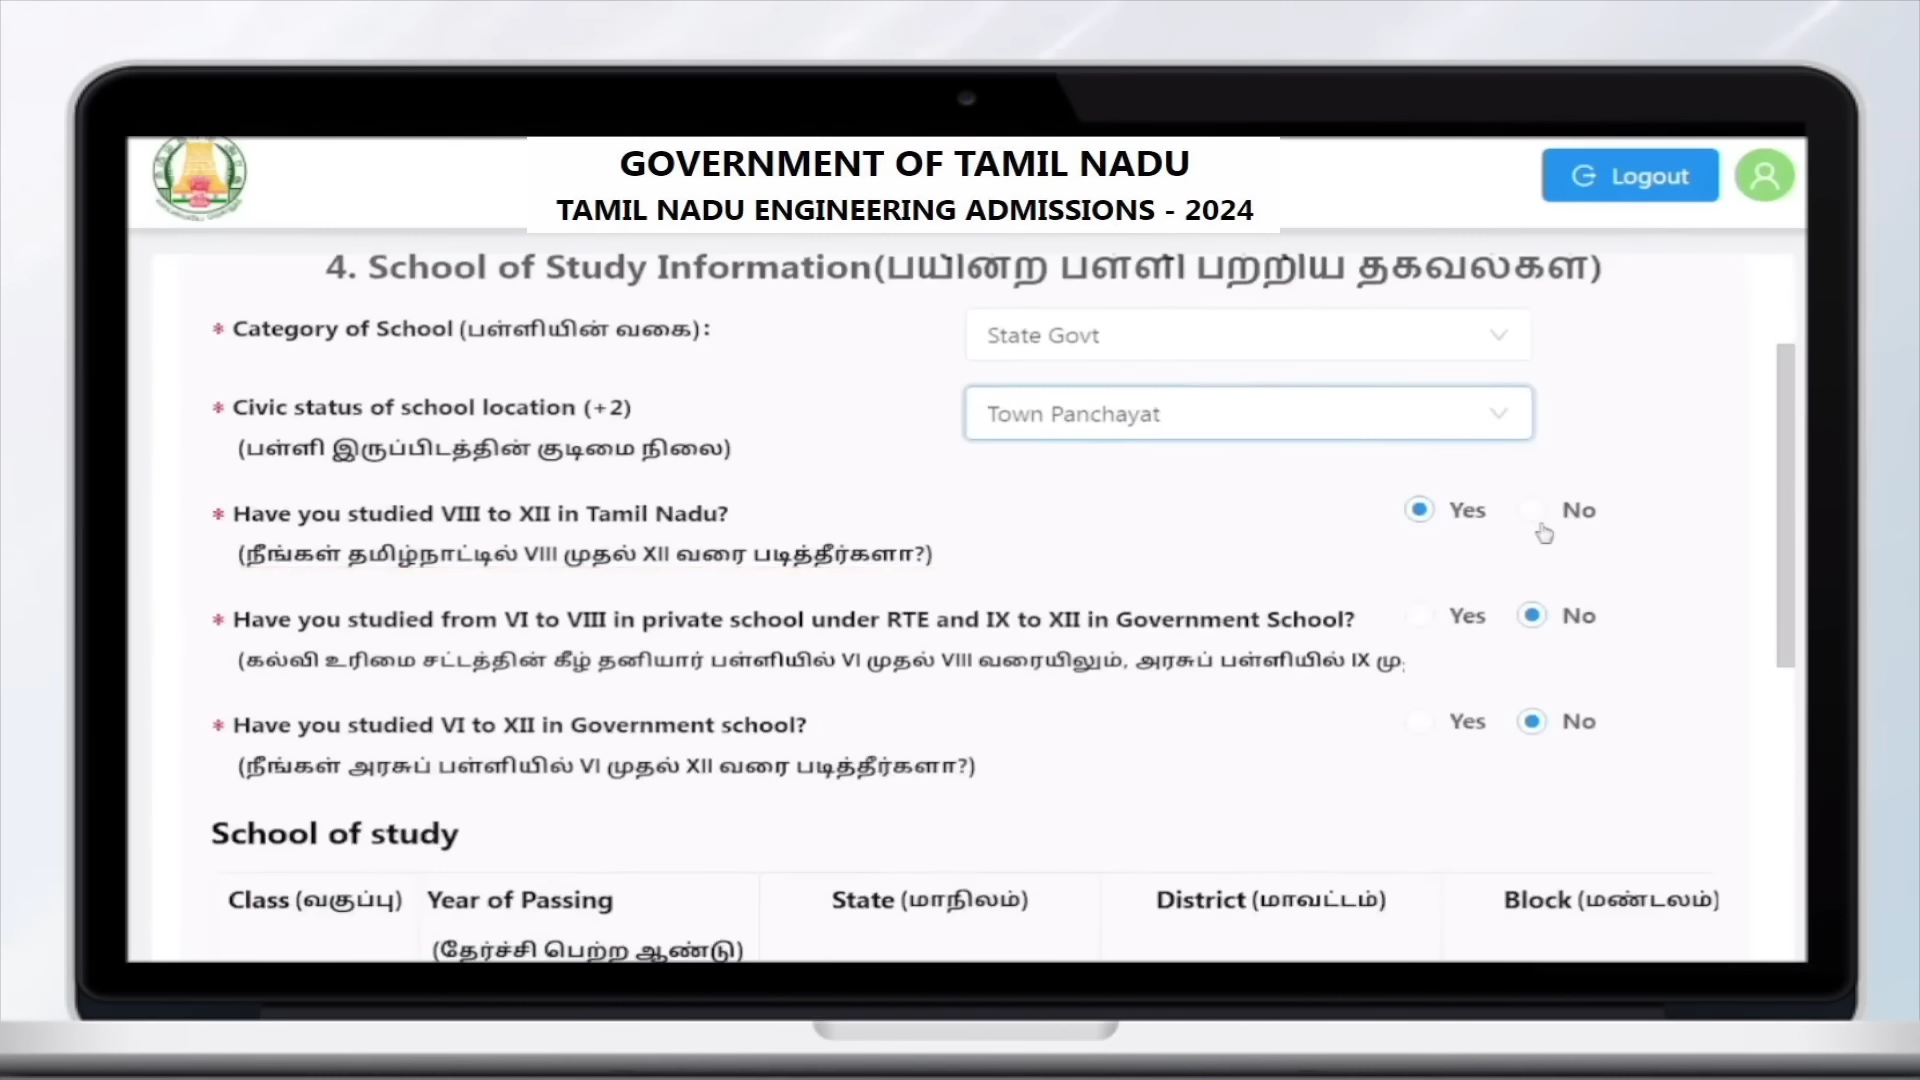 GOVERNMENT OF TAMIL NADU
TAMIL NADU ENGINEERING ADMISSIONS - 2024
Logout
4. School of Study Information(பயின்ற பள்ளி பற்றிய தகவல்கள்)
* Category of School (பள்ளியின் வகை):
State Govt
* Civic status of school location (+2)
Town Panchayat
(பள்ளி இருப்பிடத்தின் குடிமை நிலை)
* Have you studied VIII to XII in Tamil Nadu?
Yes No
(நீங்கள் தமிழ்நாட்டில் VIII முதல் XII வரை படித்தீர்களா?)
* Have you studied from VI to VIII in private school under RTE and IX to XII in Government School?
Yes No
(கல்வி உரிமை சட்டத்தின் கீழ் தனியார் பள்ளியில் VI முதல் VIII வரையிலும், அரசுப் பள்ளியில் IX மு
* Have you studied VI to XII in Government school?
Yes No
(நீங்கள் அரசுப் பள்ளியில் VI முதல் XII வரை படித்தீர்களா?)
School of study
Class (வகுப்பு) Year of Passing State (மாநிலம்) District (மாவட்டம்) Block (மண்டலம்)
(தேர்ச்சி பெற்ற ஆண்டு)